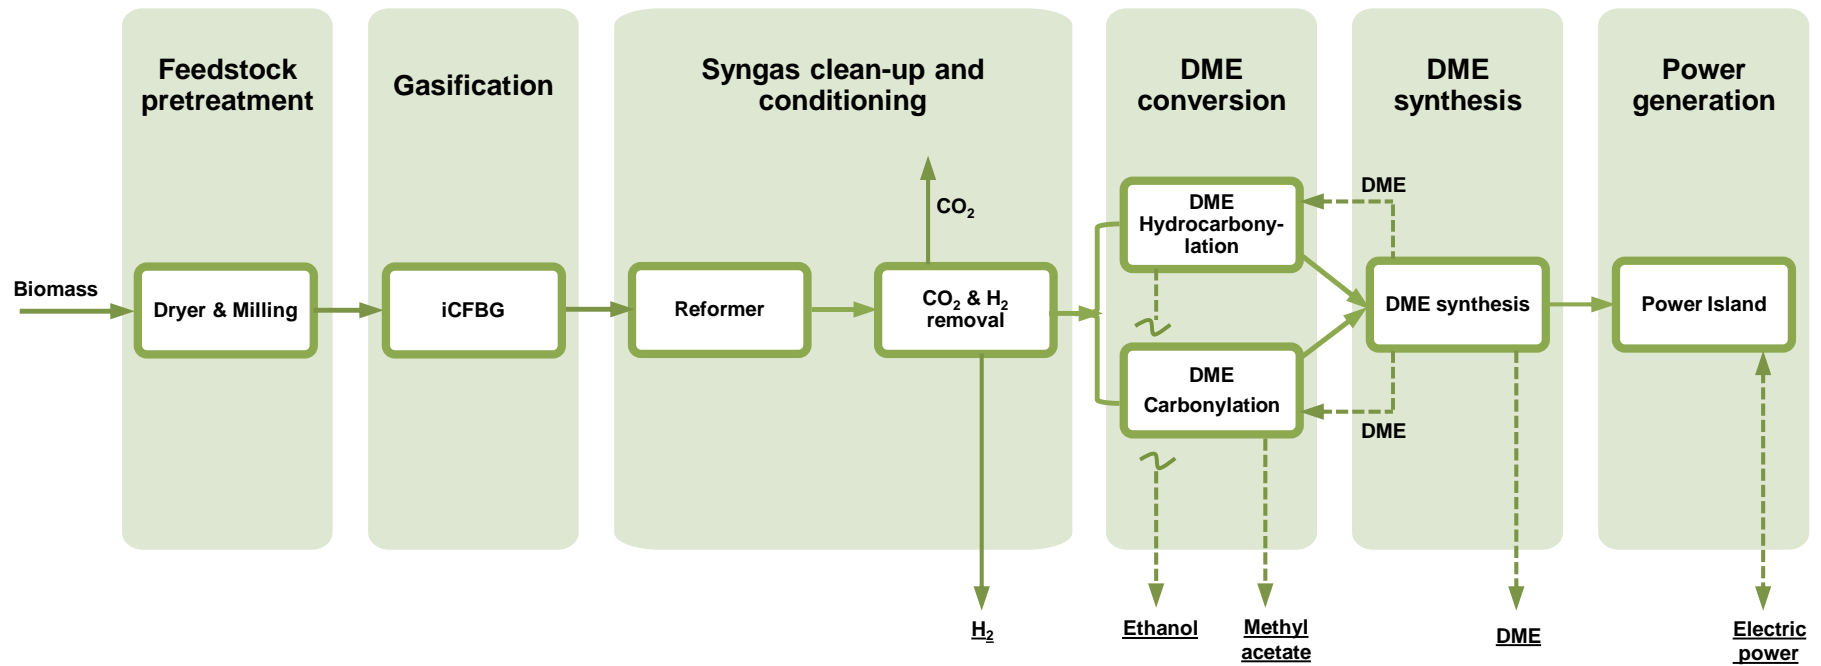 Feedstock
pretreatment
Gasification
Syngas clean-up and
conditioning
DME
conversion
DME
synthesis
Power
generation
Biomass
Dryer & Milling
iCFBG
Reformer
CO₂
CO₂ & H₂
removal
DME
Hydrocarbony-
lation
DME
Carbonylation
DME
DME synthesis
DME
Power Island
H₂
Ethanol
Methyl
acetate
DME
Electric
power